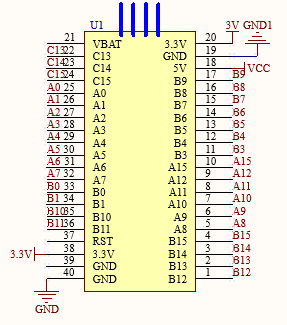 U1
3V GND1
21 VBAT 3.3V 20
C13 22 C13 GND 19
C14 23 C14 5V 18 VCC
C15 24 C15 B9 17 B9
A0 25 A0 B8 16 B8
A1 26 A1 B7 15 B7
A2 27 A2 B6 14 B6
A3 28 A3 B5 13 B5
A4 29 A4 B4 12 B4
A5 30 A5 B3 11 B3
A6 31 A6 A15 10 A15
A7 32 A7 A12 9 A12
B0 33 B0 A11 8 A11
B1 34 B1 A10 7 A10
B10 35 B10 A9 6 A9
B11 36 B11 A8 5 A8
37 RST B15 4 B15
3.3V 38 3.3V B14 3 B14
39 GND B13 2 B13
40 GND B12 1 B12
GND